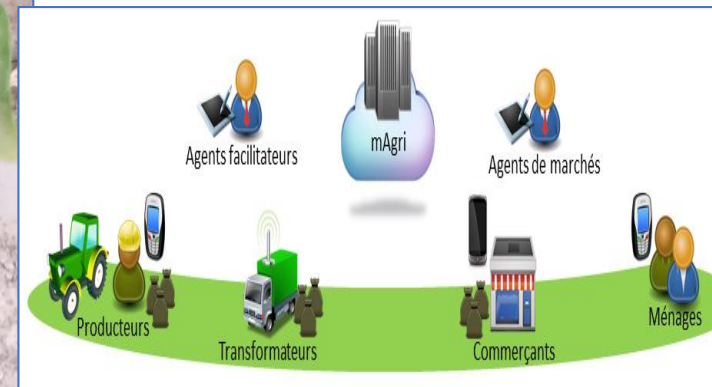 mAgri
Agents facilitateurs
Agents de marchés
Producteurs
Transformateurs
Commerçants
Ménages